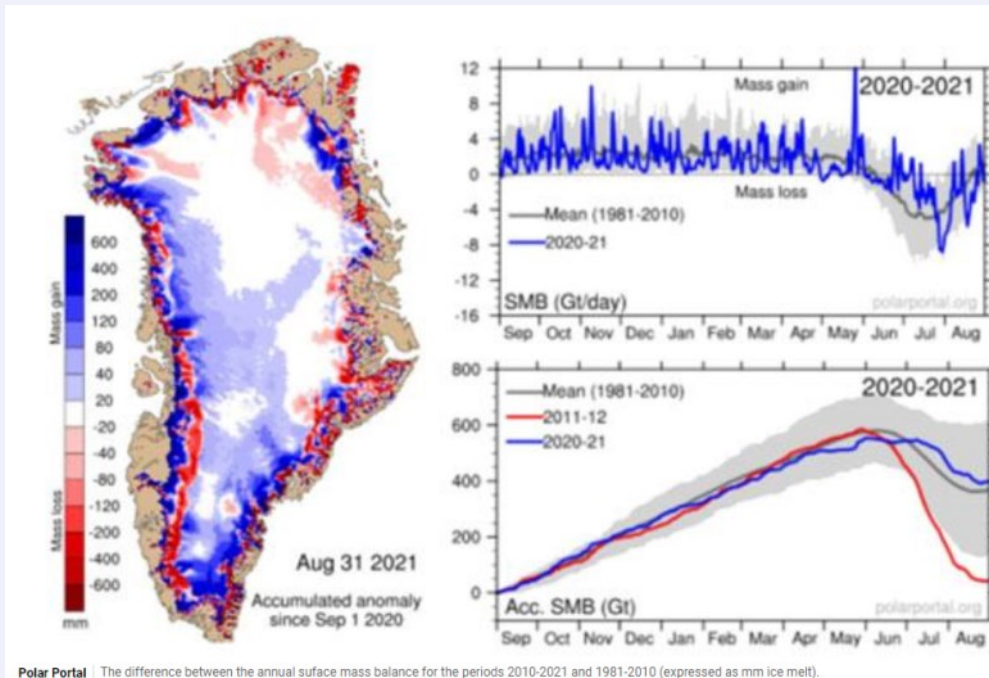 600
400
200
120
80
40
20
-20
-40
-80
-120
-200
-400
-600
mm
Mass gain
Mass loss
Aug 31 2021
Accumulated anomaly
since Sep 1 2020
12
8
4
0
-4
-8
-12
-16
Mass gain
2020-2021
Mass loss
Mean (1981-2010)
2020-21
SMB (Gt/day)
polarportal.org
Sep Oct Nov Dec Jan Feb Mar Apr May Jun Jul Aug
800
600
400
200
0
2020-2021
Mean (1981-2010)
2011-12
2020-21
Acc. SMB (Gt)
polarportal.org
Sep Oct Nov Dec Jan Feb Mar Apr May Jun Jul Aug
Polar Portal | The difference between the annual suface mass balance for the periods 2010-2021 and 1981-2010 (expressed as mm ice melt).